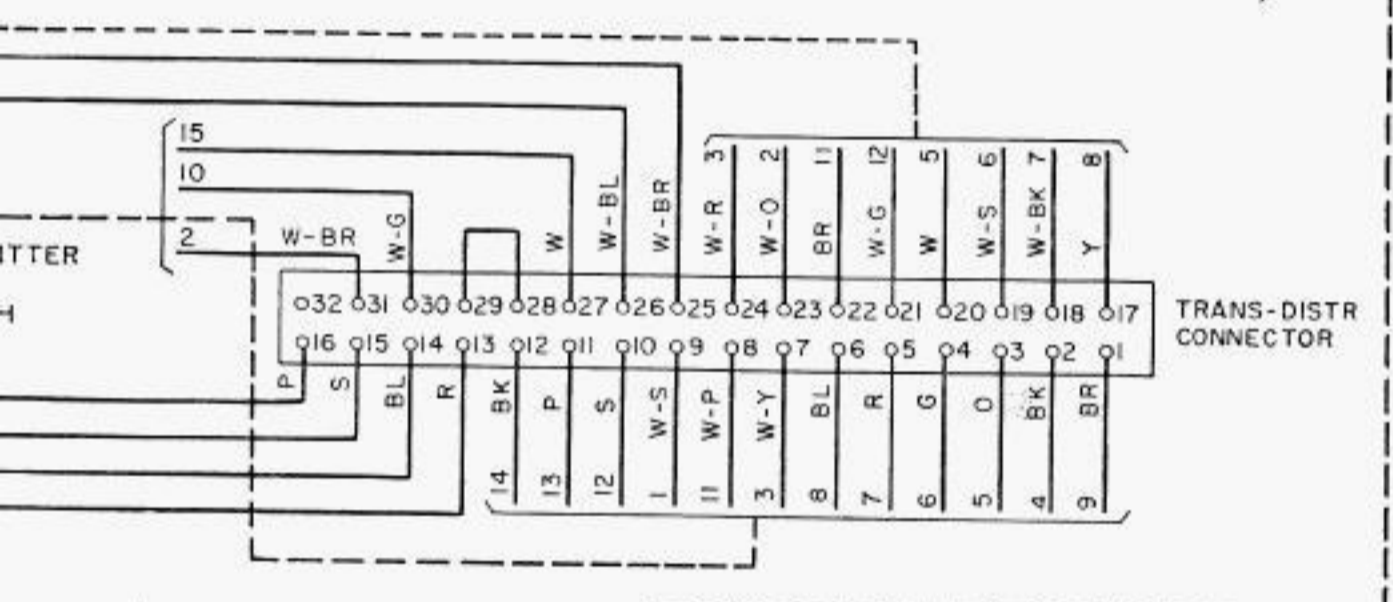 15
10
2
W-BR
W-G
W
W-BL
W-BR
3 2 11 12 5 6 7 8
W-R W-O BR W-G W W-S W-BK Y
ITTER
H
32 31 30 29 28 27 26 25 24 23 22 21 20 19 18 17
16 15 14 13 12 11 10 9 8 7 6 5 4 3 2 1
TRANS-DISTR
CONNECTOR
P S BL R BK P S W-S W-P W-Y BL R G O BK BR
14 13 12 1 11 3 8 7 6 5 4 9